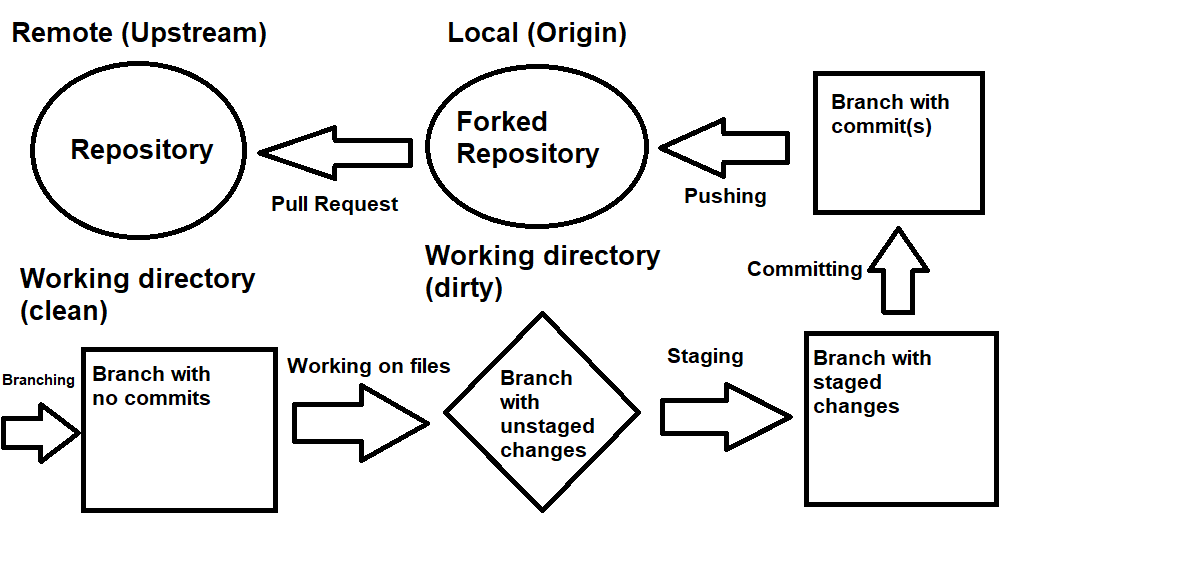 Remote (Upstream)
Local (Origin)
Repository
Forked
Repository
Branch with
commit(s)
Pull Request
Pushing
Working directory
(clean)
Working directory
(dirty)
Committing
Branching
Branch with
no commits
Working on files
Branch
with
unstaged
changes
Staging
Branch with
staged
changes